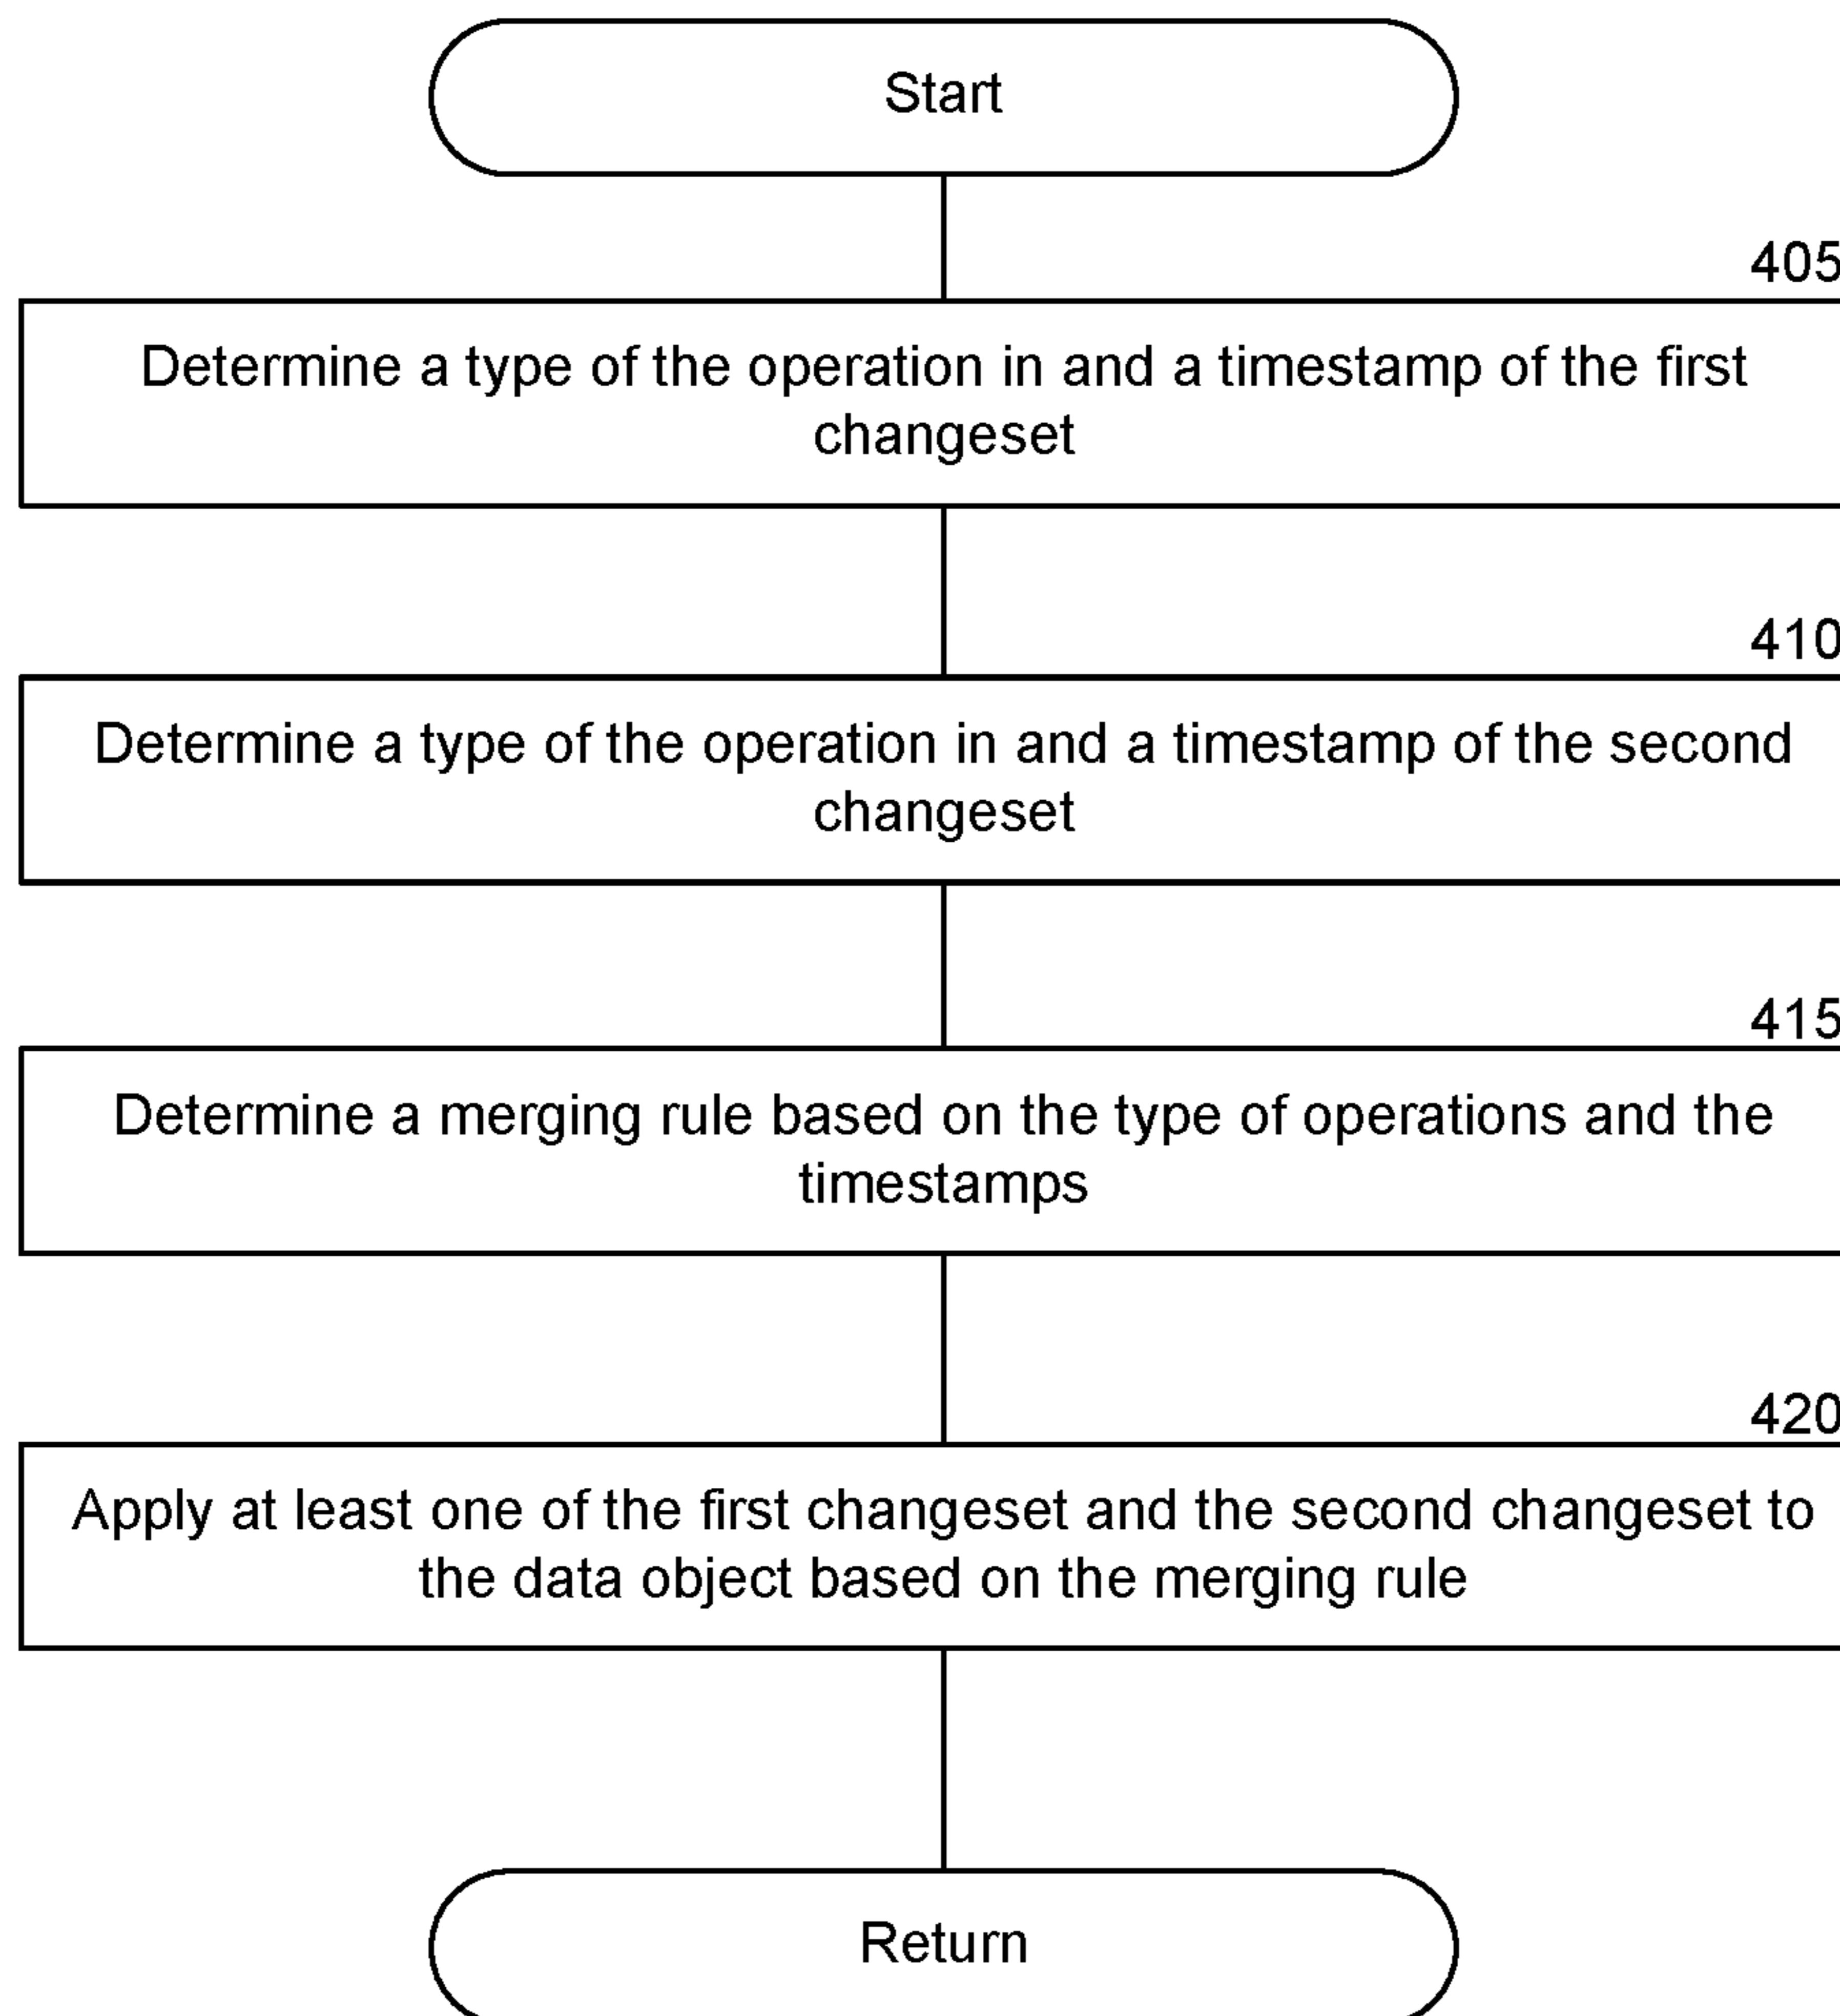 Start
405
Determine a type of the operation in and a timestamp of the first
changeset
410
Determine a type of the operation in and a timestamp of the second
changeset
415
Determine a merging rule based on the type of operations and the
timestamps
420
Apply at least one of the first changeset and the second changeset to
the data object based on the merging rule
Return